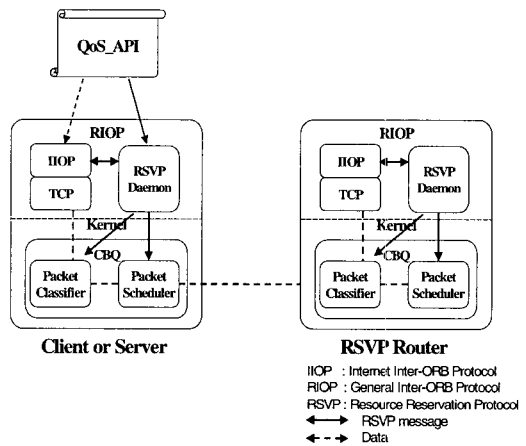 QoS_API
RIOP
IIOP
TCP
RSVP
Daemon
Kernel
CBQ
Packet
Classifier
Packet
Scheduler
Client or Server
RIOP
IIOP
TCP
RSVP
Daemon
Kernel
CBQ
Packet
Classifier
Packet
Scheduler
RSVP Router
IIOP : Internet Inter-ORB Protocol
RIOP : General Inter-ORB Protocol
RSVP : Resource Reservation Protocol
RSVP message
Data